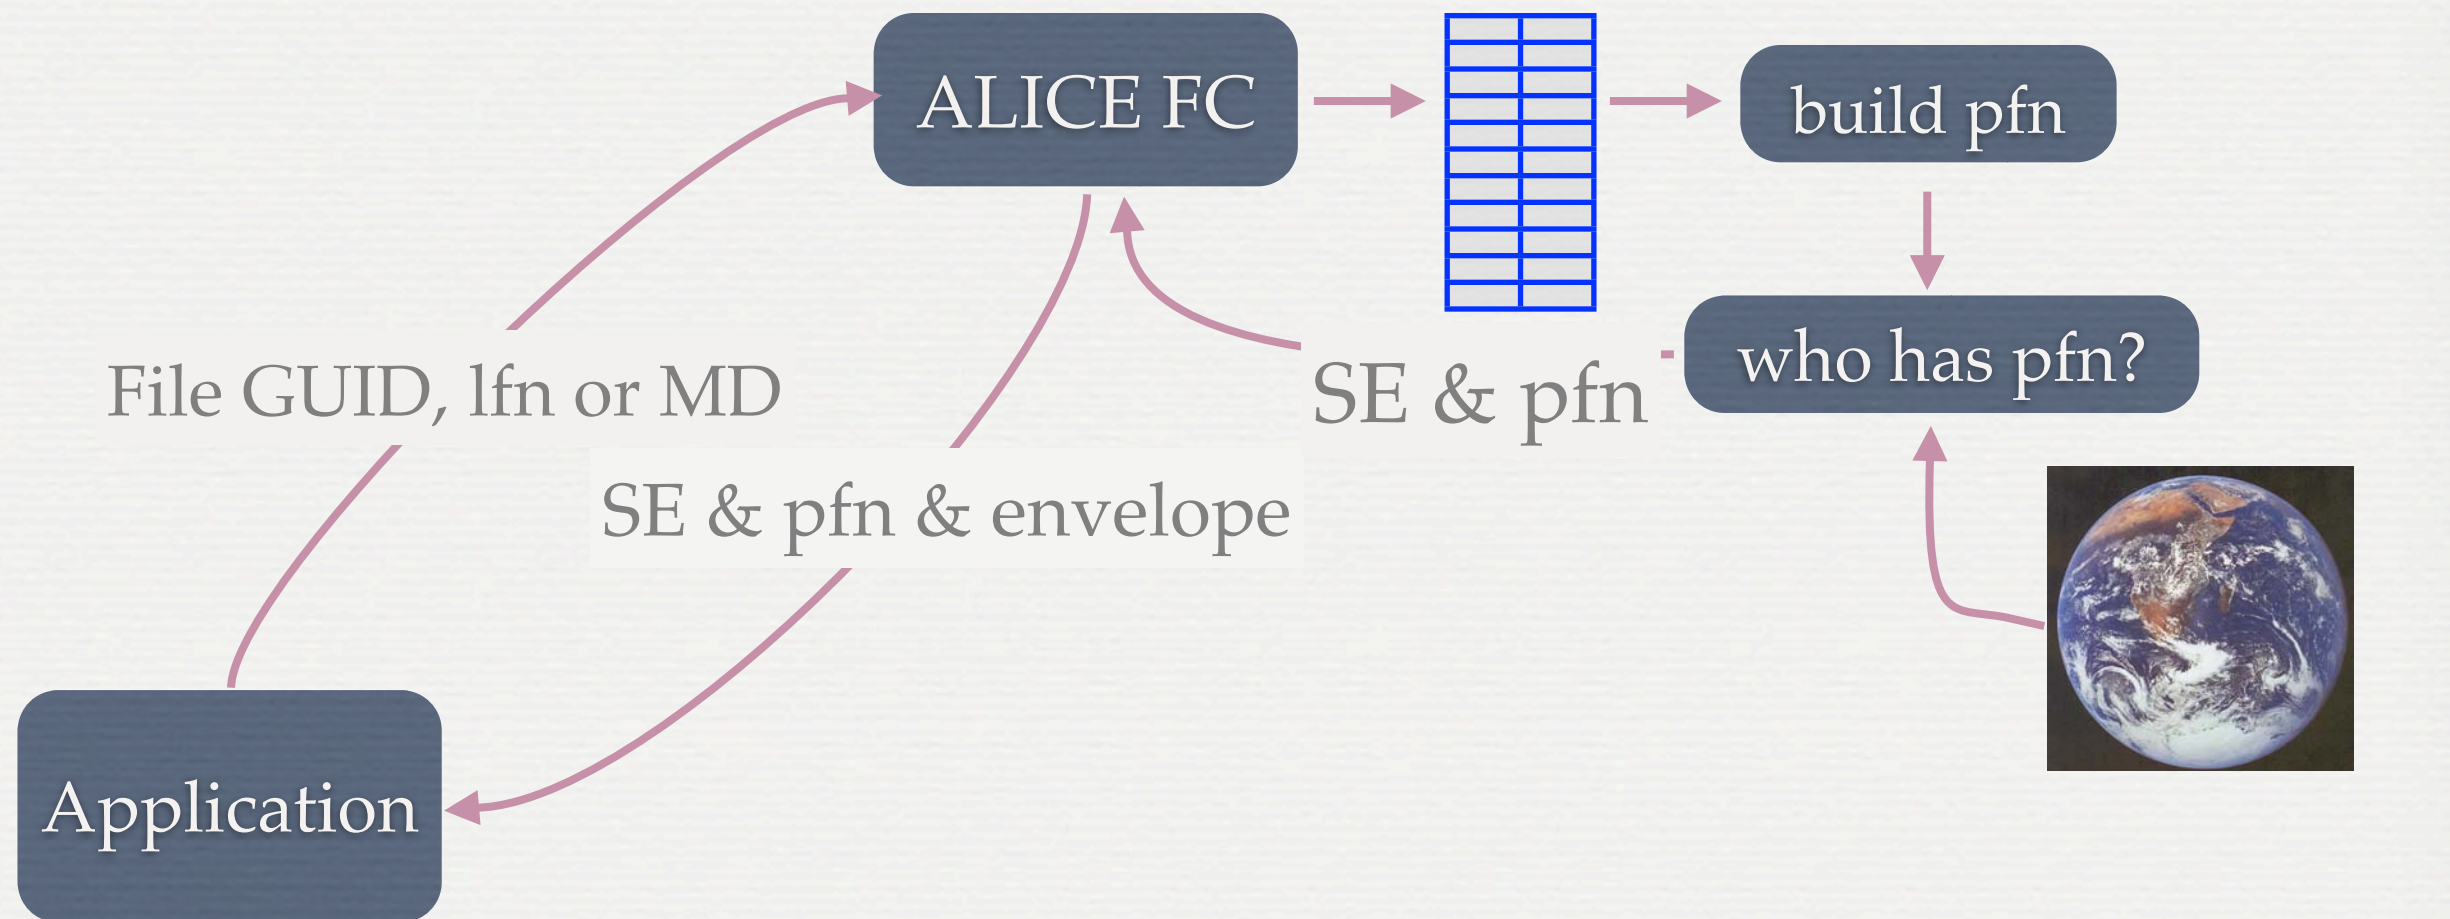 ALICE FC
build pfn
who has pfn?
File GUID, lfn or MD
SE & pfn
SE & pfn & envelope
Application